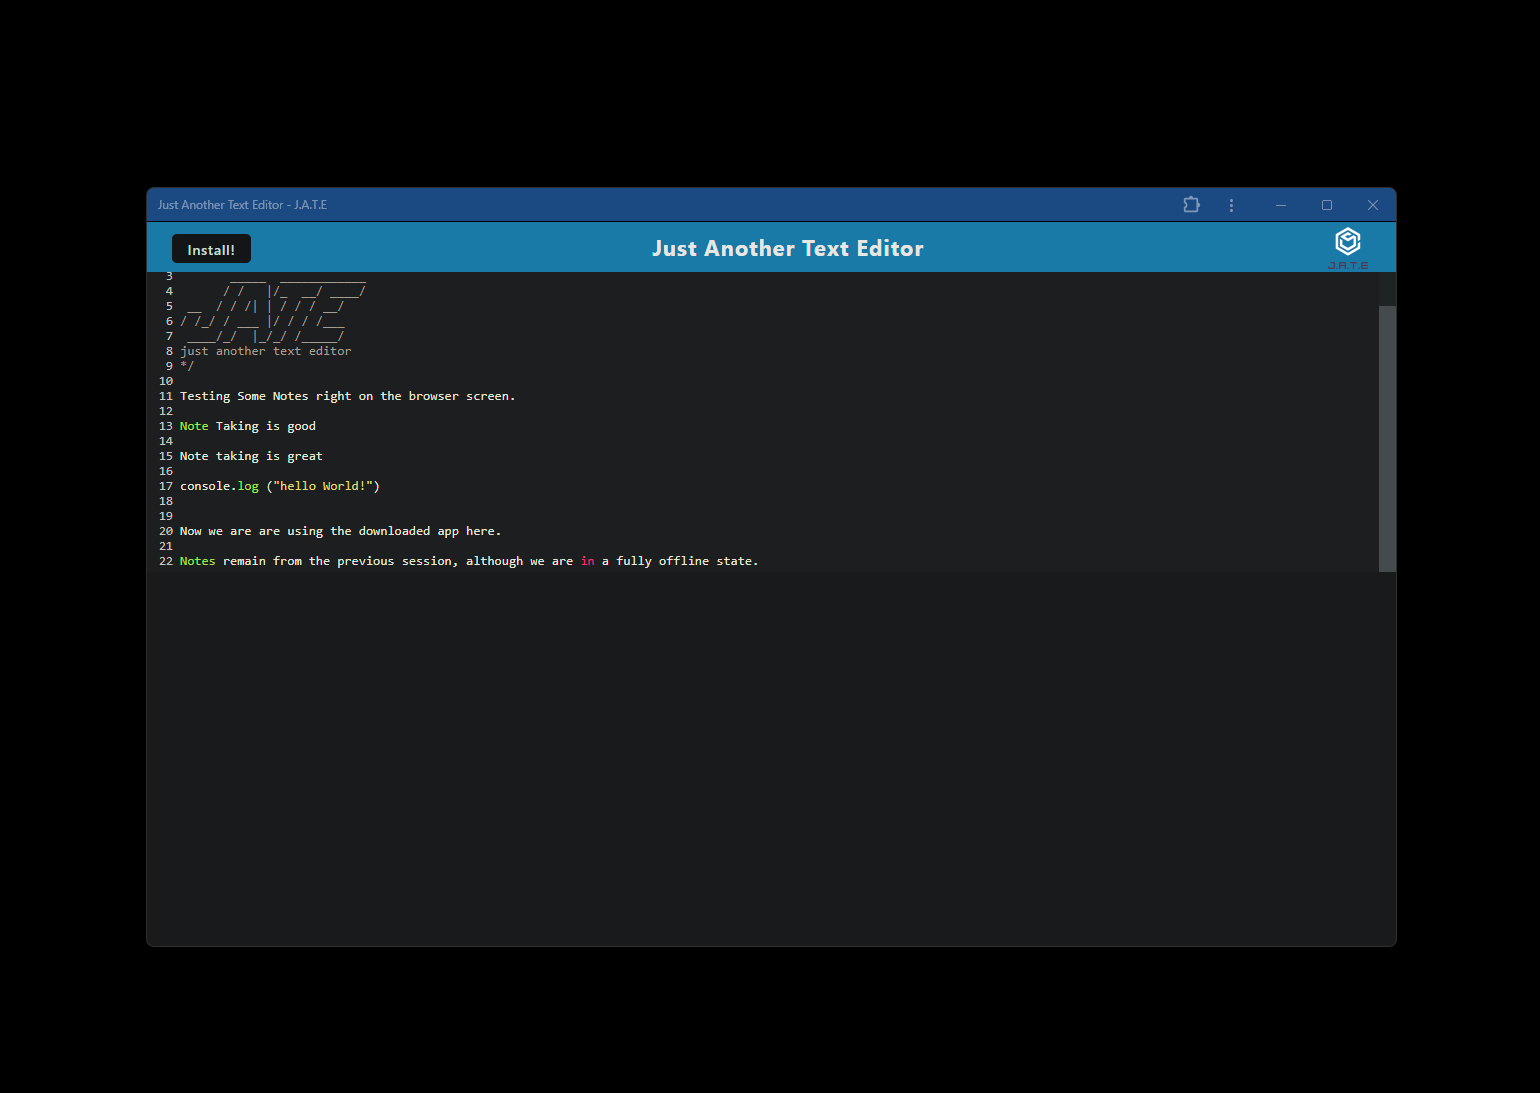 Just Another Text Editor - J.A.T.E
Install!
Just Another Text Editor
J.A.T.E
3       _____  ____________
4      / /   |/_  __/ ____/
5  __  / / /| | / / / __/
6 / /_/ / ___ |/ / / /___
7  ____/_/  |_/_/ /_____/
8 just another text editor
9 */
10
11 Testing Some Notes right on the browser screen.
12
13 Note Taking is good
14
15 Note taking is great
16
17 console.log ("hello World!")
18
19
20 Now we are are using the downloaded app here.
21
22 Notes remain from the previous session, although we are in a fully offline state.